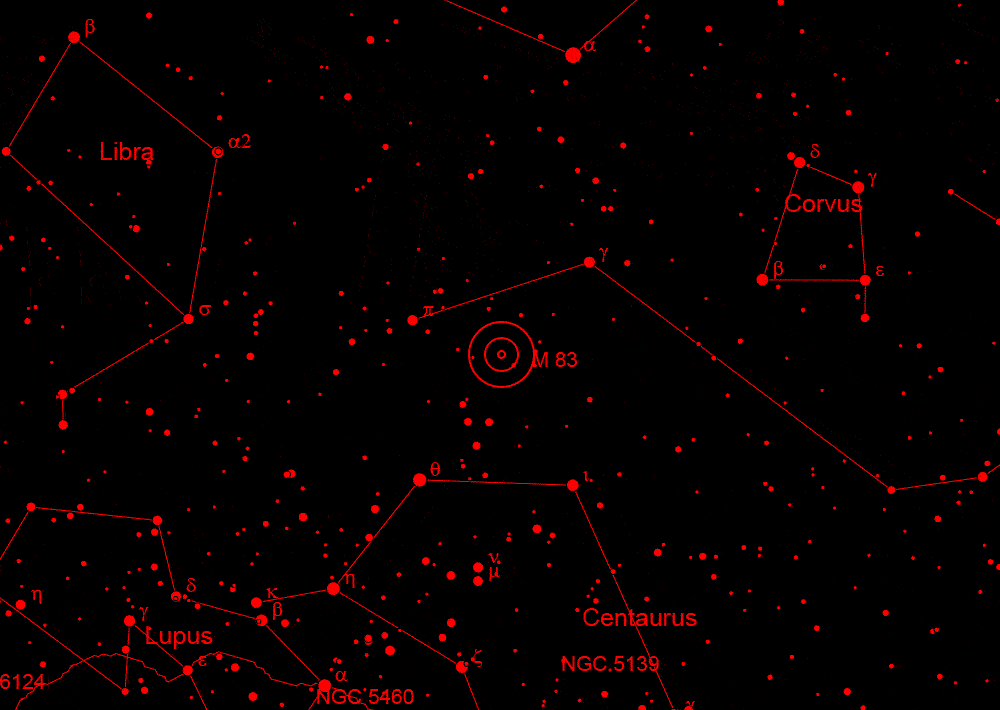 β
α
α2
δ
Libra
γ
Corvus
γ
β
ε
σ
π
M 83
θ
ι
ν
μ
η
δ
κ
η
γ
β
Centaurus
Lupus
ε
ζ
NGC.5139
α
6124
NGC.5460
γ